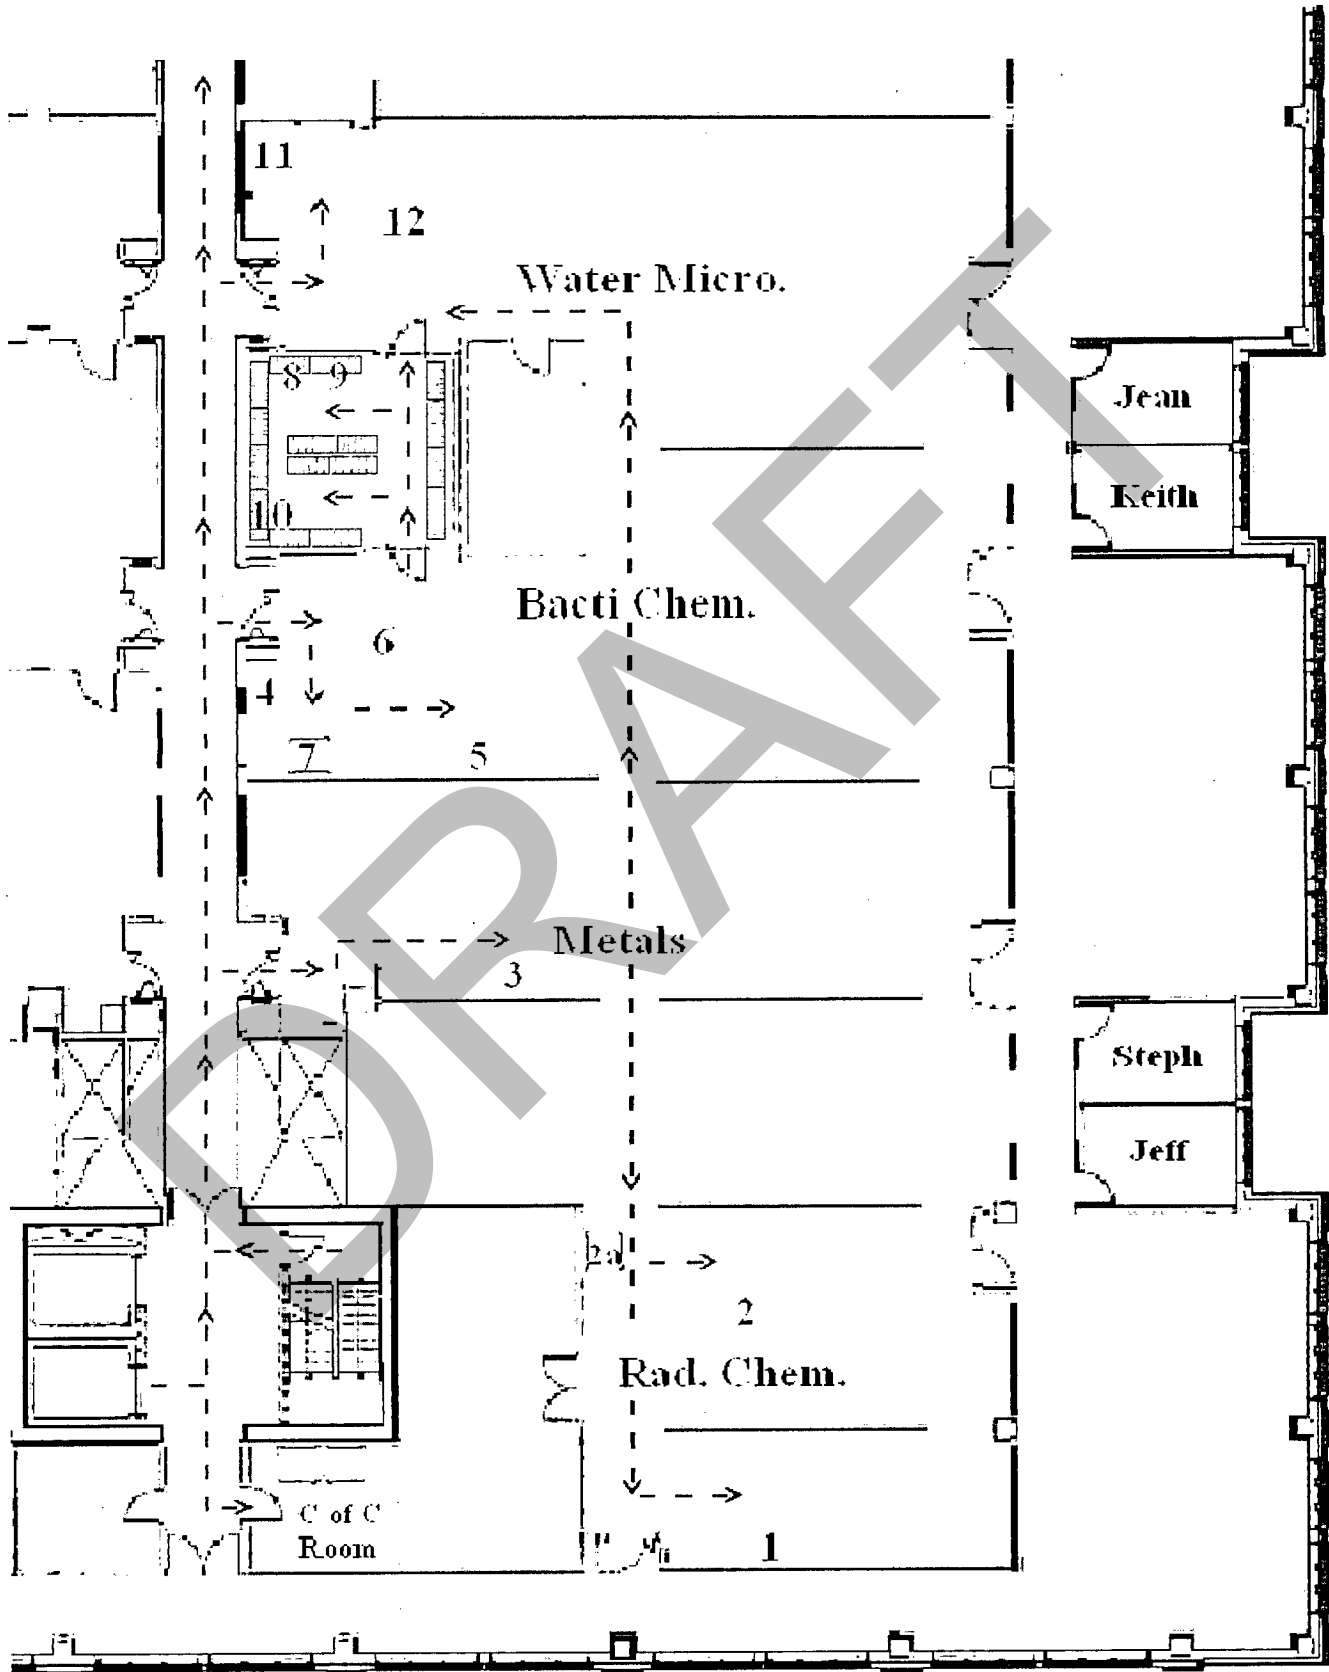 11
12
Water Micro.
8 9
Jean
10
Keith
Bacti Chem.
6
4
7
5
Metals
3
Steph
Jeff
2a
2
Rad. Chem.
C of C
Room
1
DRAFT